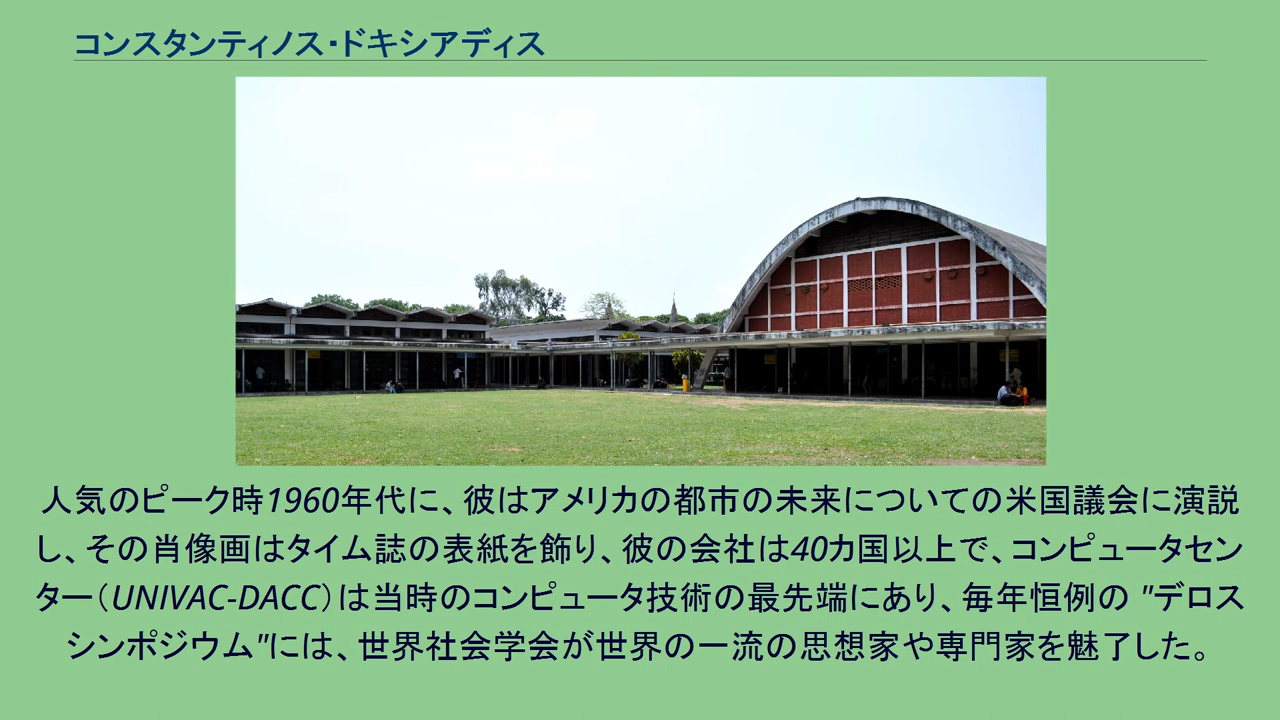 コンスタンティノス・ドキシアディス
人気のピーク時1960年代に、彼はアメリカの都市の未来についての米国議会に演説
し、その肖像画はタイム誌の表紙を飾り、彼の会社は40カ国以上で、コンピュータセン
ター（UNIVAC-DACC）は当時のコンピュータ技術の最先端にあり、毎年恒例の "デロス
シンポジウム"には、世界社会学会が世界の一流の思想家や専門家を魅了した。